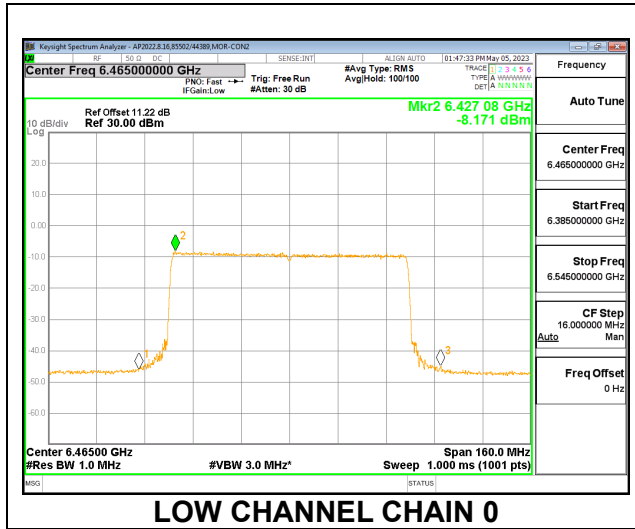 Keysight Spectrum Analyzer - AP2022.8.16,85502/44389,MOR-CON2
RF 50 Ω DC SENSE:INT ALIGN AUTO 01:47:33 PM May 05, 2023
Center Freq 6.465000000 GHz
PNO: Fast
IFGain:Low
Trig: Free Run
#Atten: 30 dB
#Avg Type: RMS
Avg|Hold: 100/100
TRACE 1 2 3 4 5 6
TYPE A WWWWW
DET A N N N N N
Ref Offset 11.22 dB
10 dB/div Ref 30.00 dBm
Log
Mkr2 6.427 08 GHz
-8.171 dBm
20.0
10.0
0.00
-10.0
-20.0
-30.0
-40.0
-50.0
-60.0
2
1
3
Center 6.46500 GHz Span 160.0 MHz
#Res BW 1.0 MHz #VBW 3.0 MHz* Sweep 1.000 ms (1001 pts)
MSG STATUS
Frequency
Auto Tune
Center Freq
6.465000000 GHz
Start Freq
6.385000000 GHz
Stop Freq
6.545000000 GHz
CF Step
16.000000 MHz
Auto Man
Freq Offset
0 Hz
LOW CHANNEL CHAIN 0